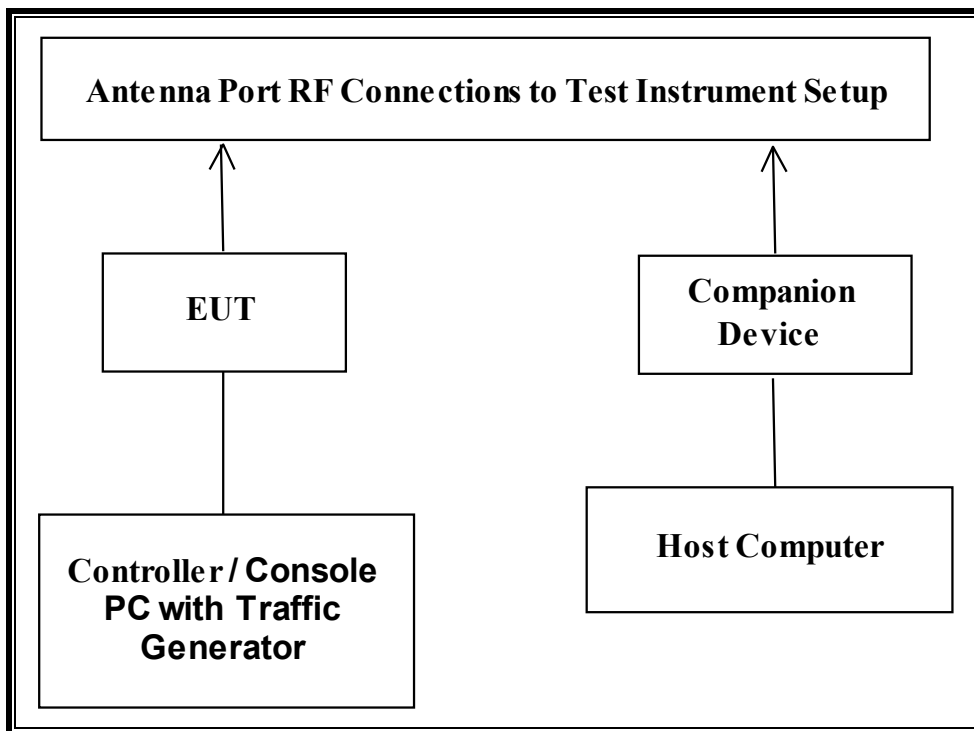 Antenna Port RF Connections to Test Instrument Setup
EUT
Companion
Device
Controller / Console
PC with Traffic
Generator
Host Computer